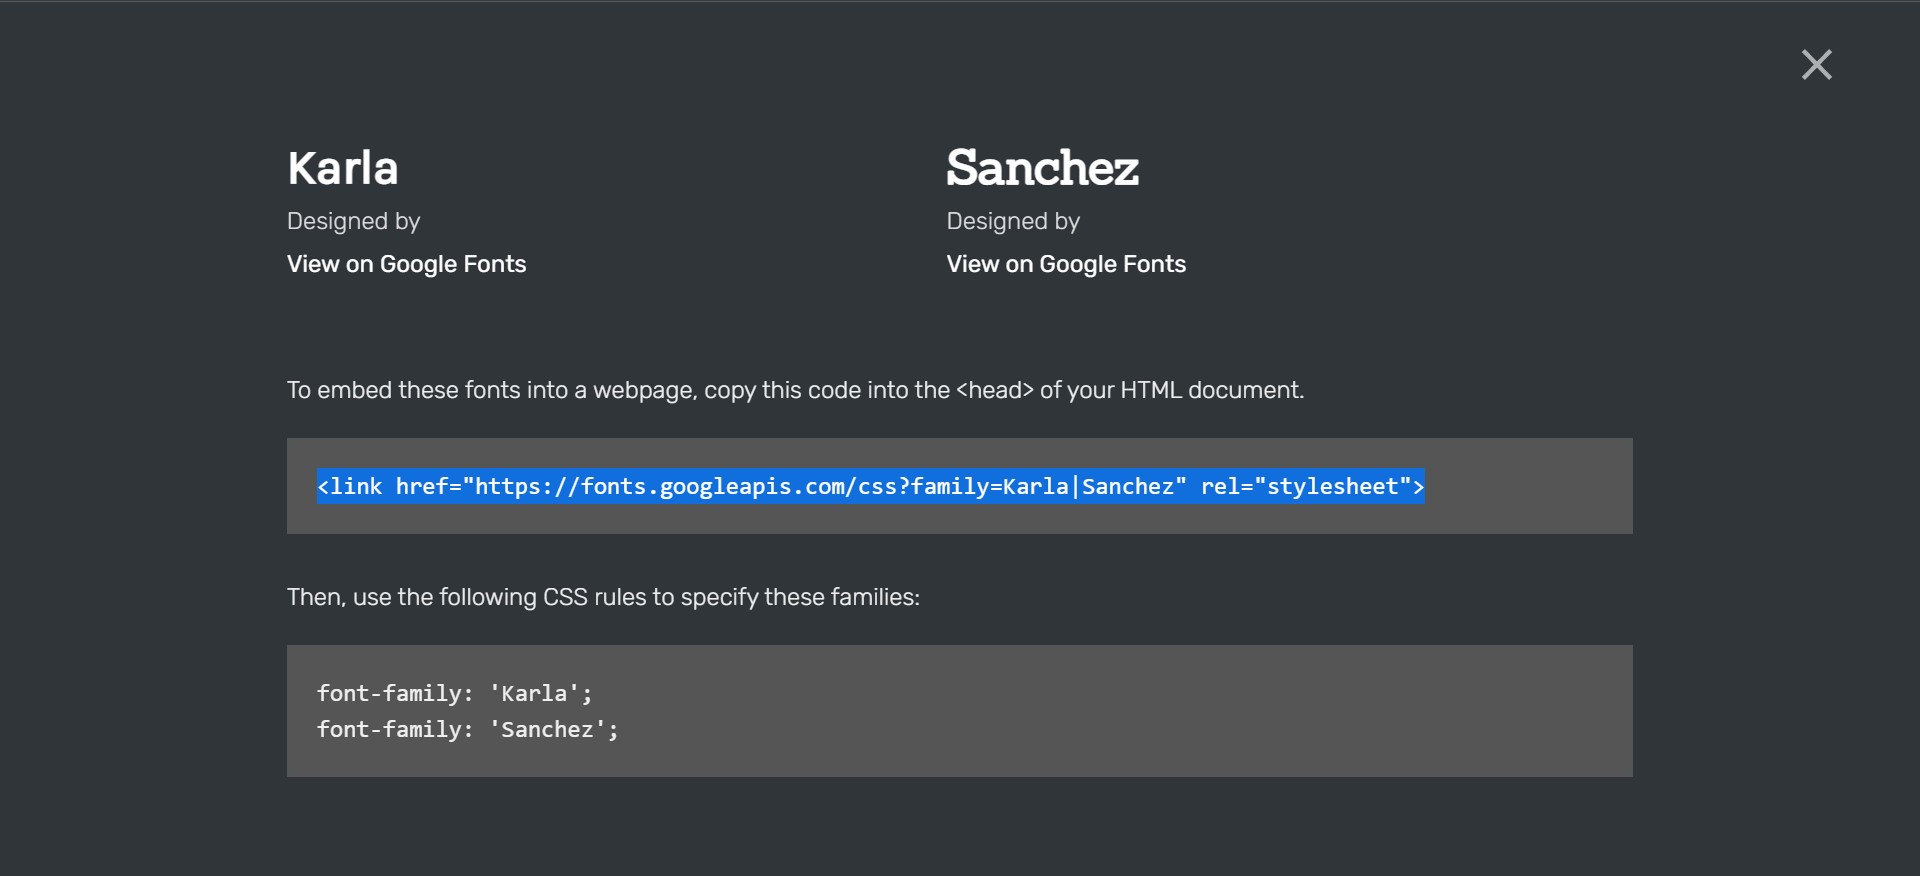 Karla
Designed by
View on Google Fonts
Sanchez
Designed by
View on Google Fonts
To embed these fonts into a webpage, copy this code into the <head> of your HTML document.
<link href="https://fonts.googleapis.com/css?family=Karla|Sanchez" rel="stylesheet">
Then, use the following CSS rules to specify these families:
font-family: 'Karla';
font-family: 'Sanchez';